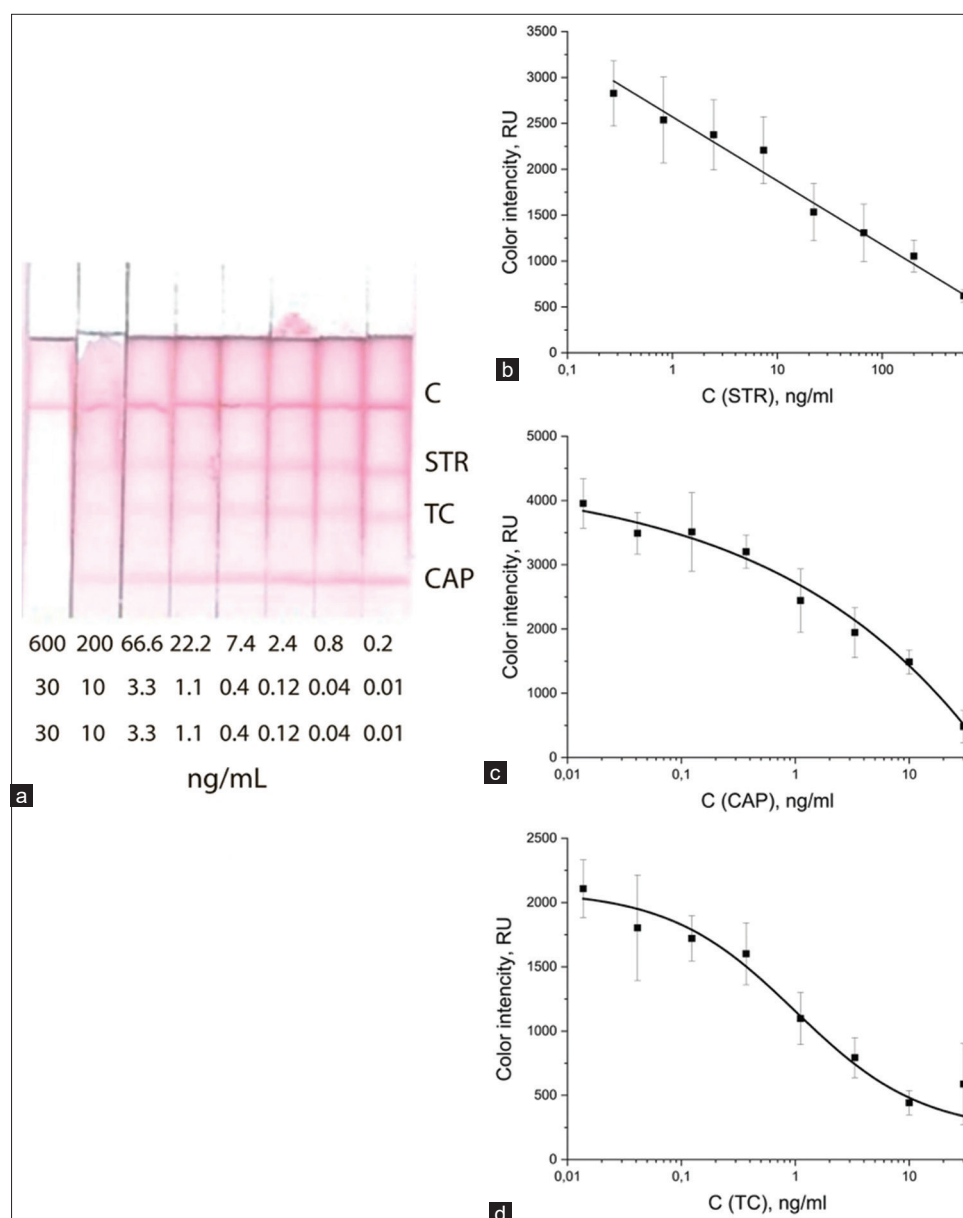 C
STR
TC
CAP
600 200 66.6 22.2 7.4 2.4 0.8 0.2
30 10 3.3 1.1 0.4 0.12 0.04 0.01
30 10 3.3 1.1 0.4 0.12 0.04 0.01
ng/mL
a
3500
3000
2500
2000
1500
1000
500
0
Color intencity, RU
0,1 1 10 100
C (STR), ng/ml
b
5000
4000
3000
2000
1000
0
Color intencity, RU
0,01 0,1 1 10
C (CAP), ng/ml
c
2500
2000
1500
1000
500
0
Color intencity, RU
0,01 0,1 1 10
C (TC), ng/ml
d